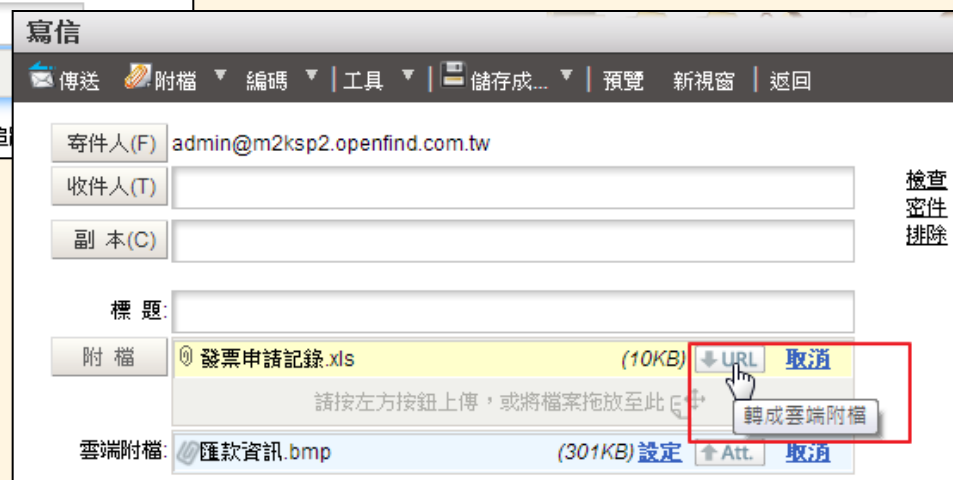 寫信
傳送 附檔 編碼 工具 儲存成... 預覽 新視窗 返回
寄件人(F) admin@m2ksp2.openfind.com.tw
收件人(T) 檢查
密件
副 本(C) 排除
標 題:
附 檔 發票申請記錄.xls (10KB) URL 取消
請按左方按鈕上傳，或將檔案拖放至此
轉成雲端附檔
雲端附檔: 匯款資訊.bmp (301KB) 設定 Att. 取消